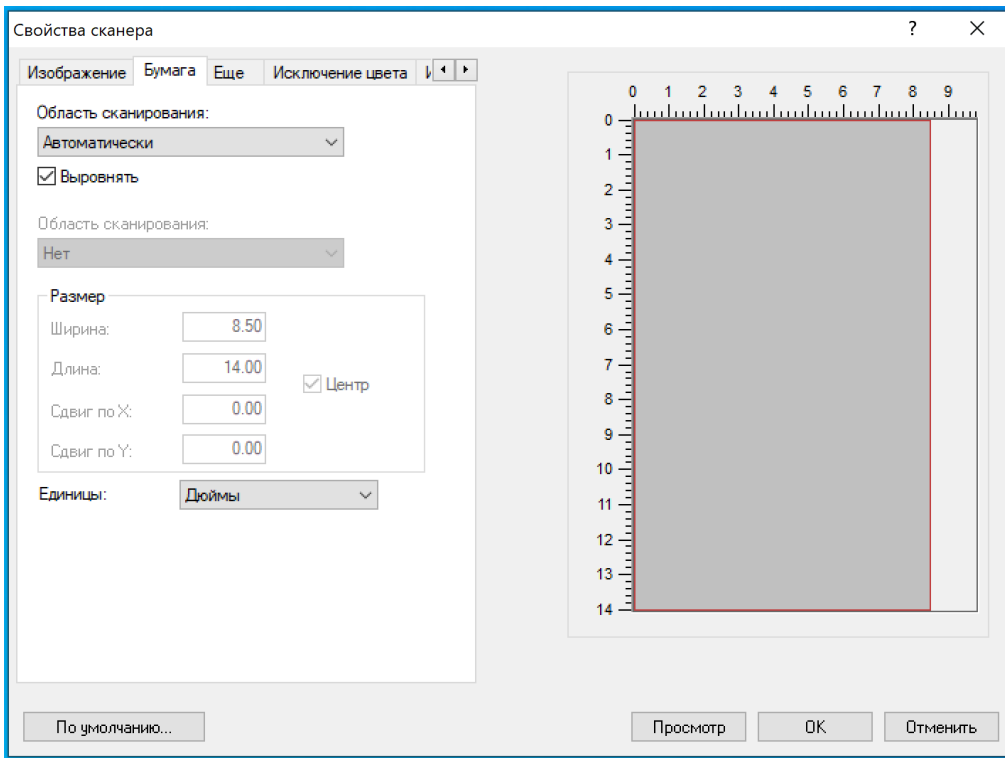 Свойства сканера ? ×
Изображение Бумага Еще Исключение цвета
Область сканирования:
Автоматически
Выровнять
Область сканирования:
Нет
Размер
Ширина: 8.50
Длина: 14.00
Центр
Сдвиг по X: 0.00
Сдвиг по Y: 0.00
Единицы: Дюймы
0 1 2 3 4 5 6 7 8 9
0
1
2
3
4
5
6
7
8
9
10
11
12
13
14
По умолчанию...
Просмотр OK Отменить